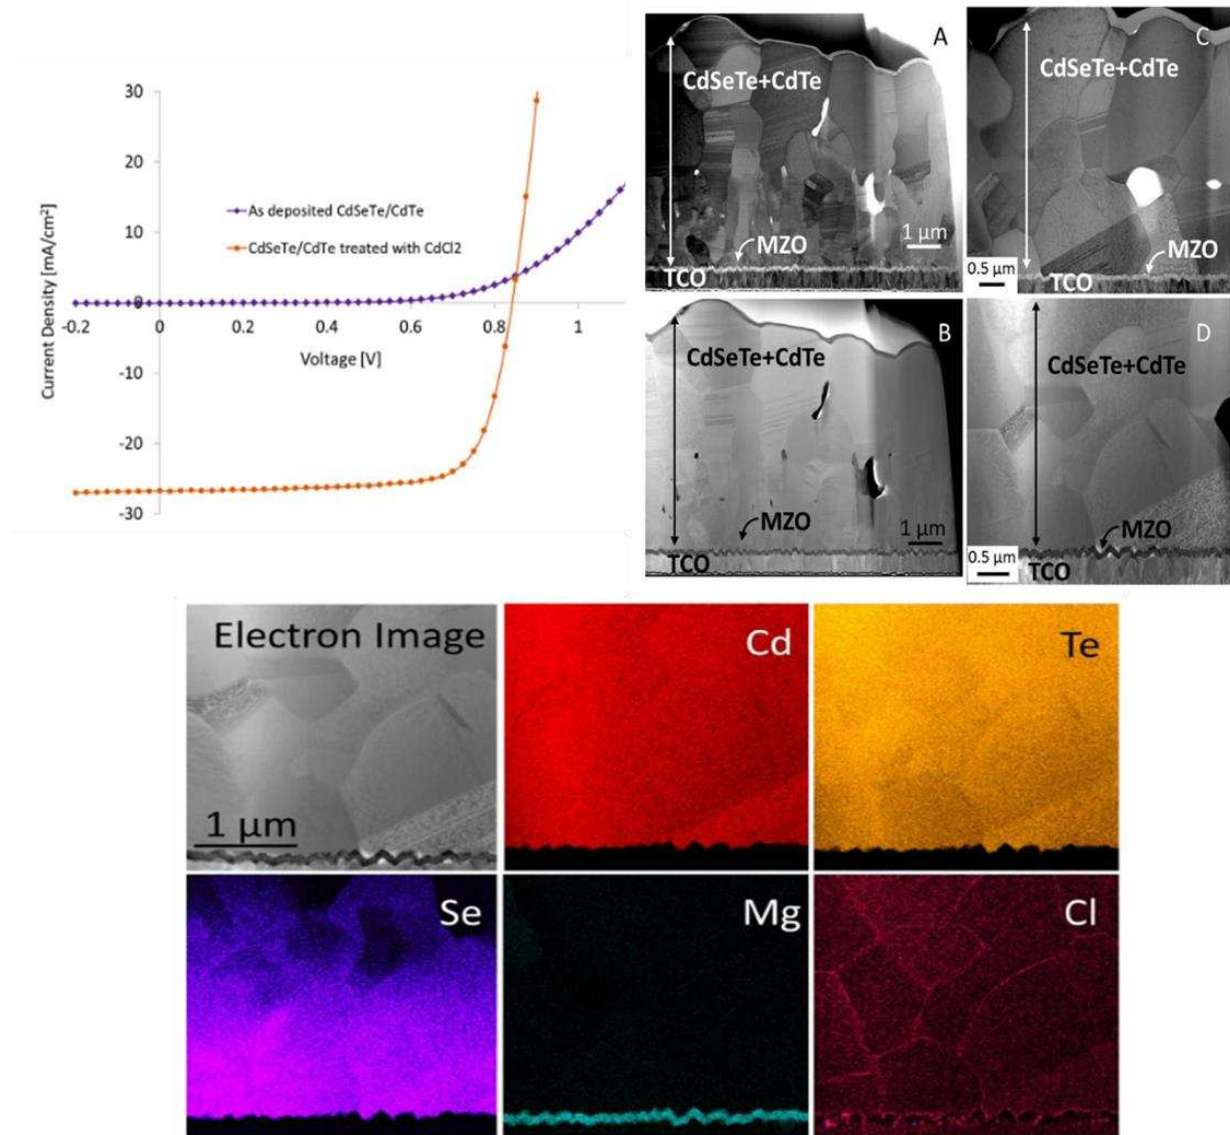 30
20
10
0
-10
-20
-30
-0.2
0
0.2
0.4
0.6
0.8
1
Current Density [mA/cm²]
Voltage [V]
As deposited CdSeTe/CdTe
CdSeTe/CdTe treated with CdCl2
A
CdSeTe+CdTe
1 µm
MZO
TCO
C
CdSeTe+CdTe
MZO
0.5 µm
TCO
B
CdSeTe+CdTe
1 µm
MZO
TCO
D
CdSeTe+CdTe
MZO
0.5 µm
TCO
Electron Image
1 µm
Cd
Te
Se
Mg
Cl